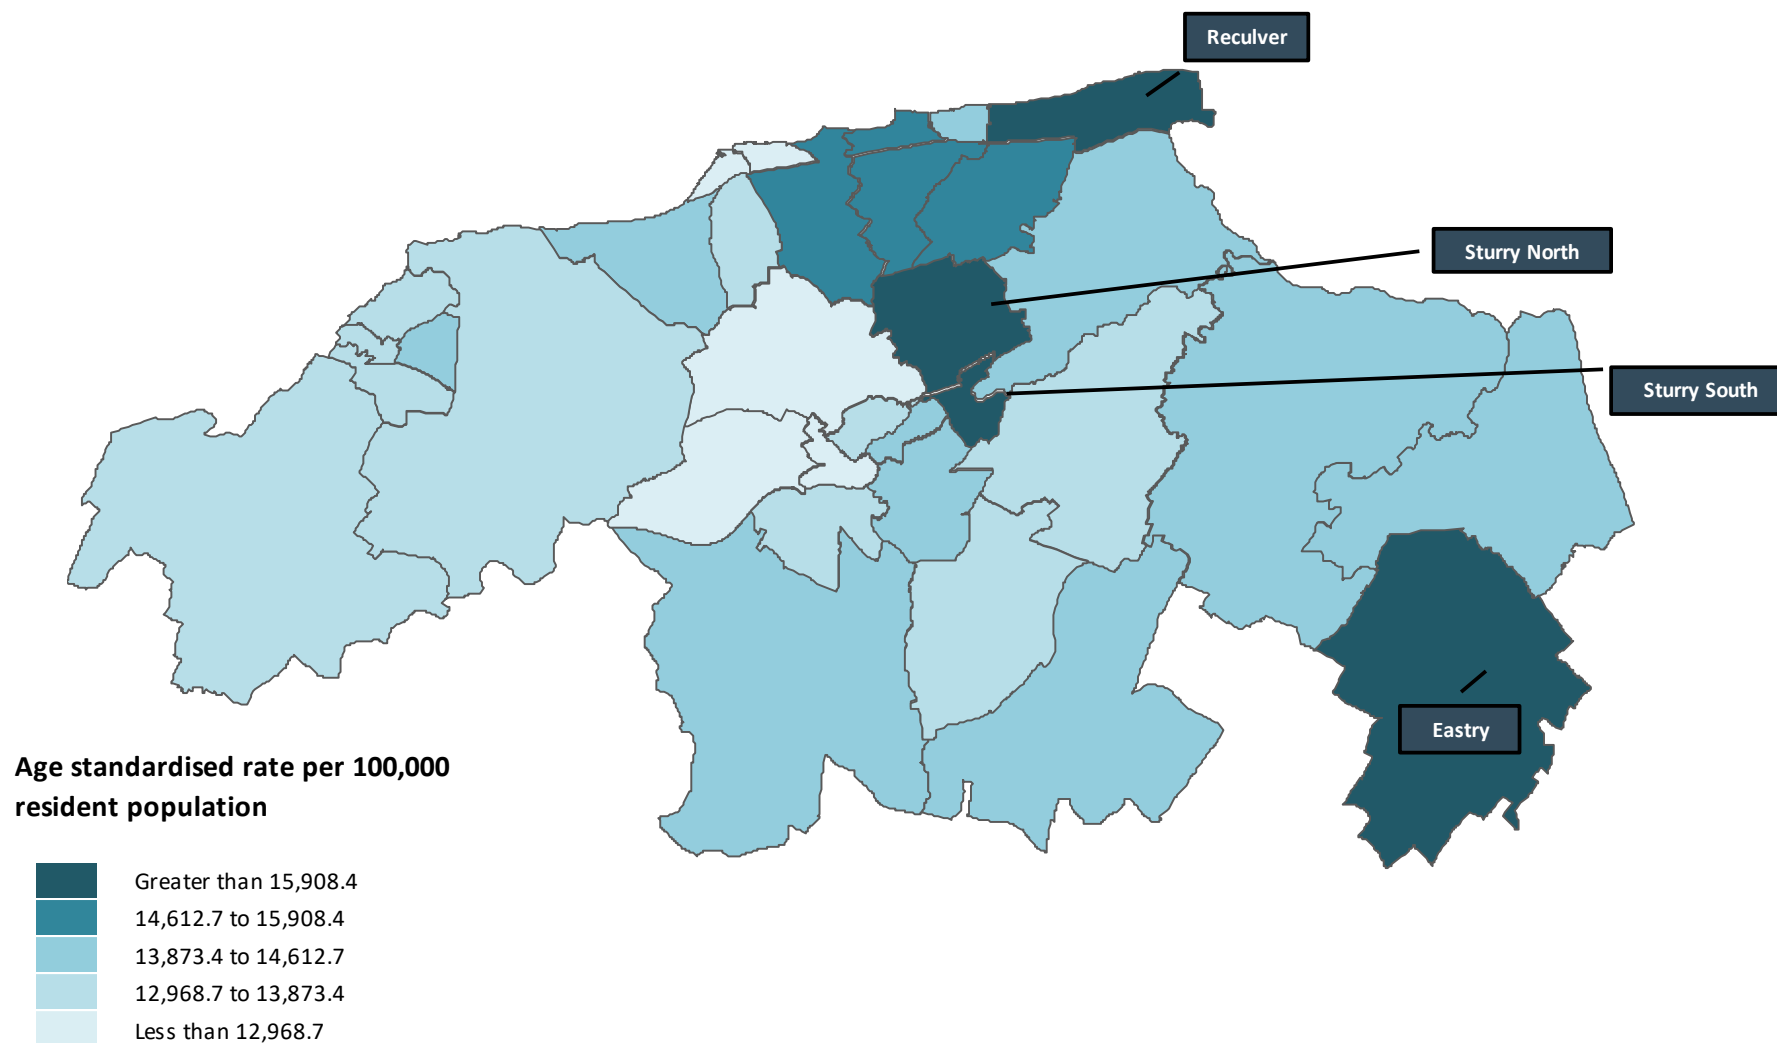 Reculver
Sturry North
Sturry South
Eastry
Age standardised rate per 100,000
resident population
Greater than 15,908.4
14,612.7 to 15,908.4
13,873.4 to 14,612.7
12,968.7 to 13,873.4
Less than 12,968.7